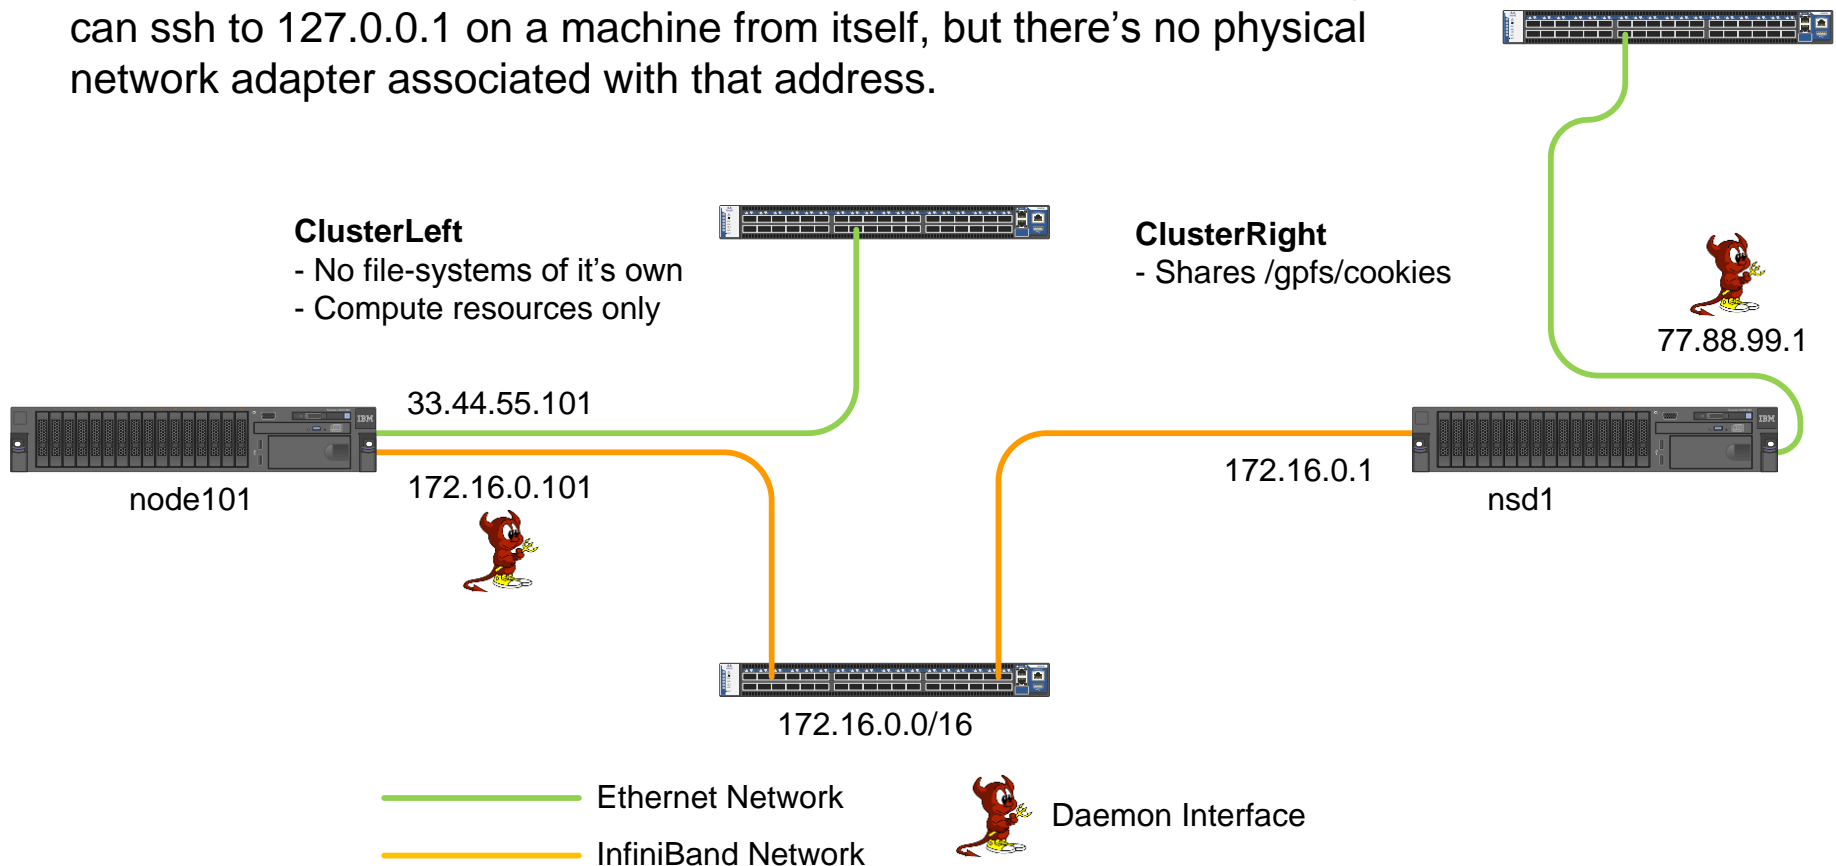 can ssh to 127.0.0.1 on a machine from itself, but there’s no physical
network adapter associated with that address.
ClusterLeft
- No file-systems of it’s own
- Compute resources only
ClusterRight
- Shares /gpfs/cookies
77.88.99.1
33.44.55.101
IBM
IBM
172.16.0.101
172.16.0.1
node101
nsd1
172.16.0.0/16
Ethernet Network
Daemon Interface
InfiniBand Network